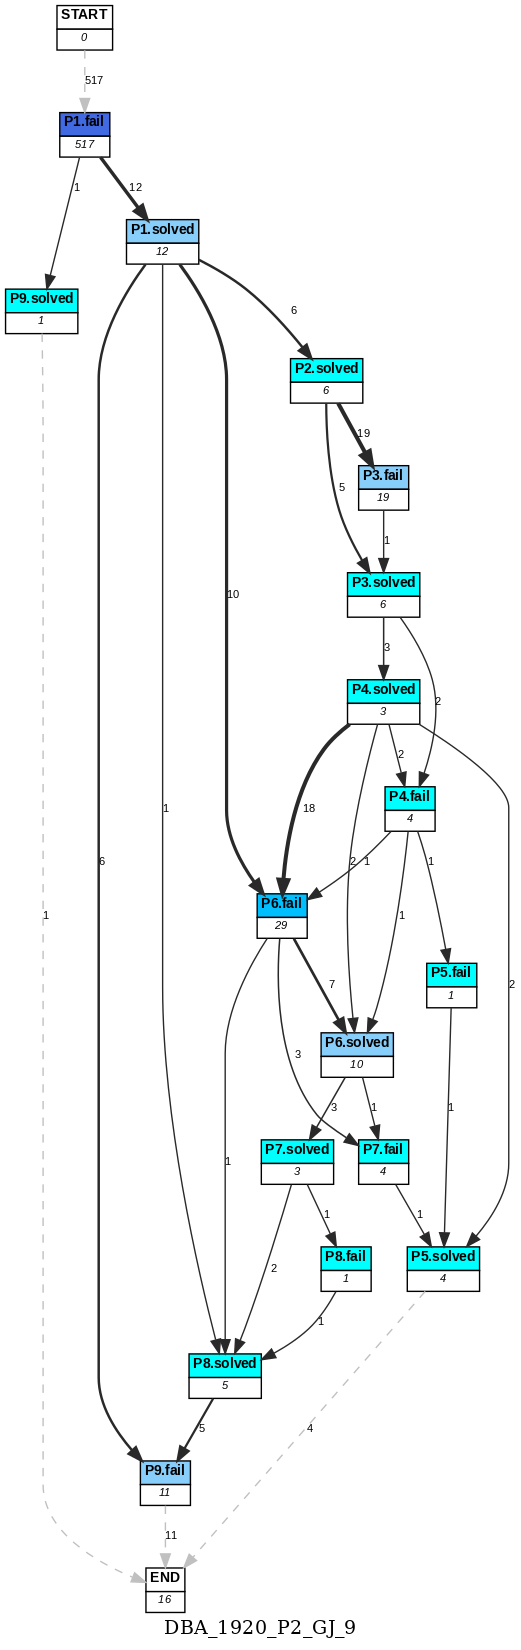 START
0
517
P1.fail
517
1
12
P1.solved
12
P9.solved
1
6
P2.solved
6
19
5
P3.fail
19
1
10
P3.solved
6
3
2
P4.solved
3
2
18
1
P4.fail
4
6
2
1
1
1
P6.fail
29
P5.fail
1
1
7
2
P6.solved
10
3
1
3
1
1
P7.solved
3
P7.fail
4
1
1
2
P8.fail
1
P5.solved
4
1
P8.solved
5
5
4
P9.fail
11
11
END
16
DBA_1920_P2_GJ_9